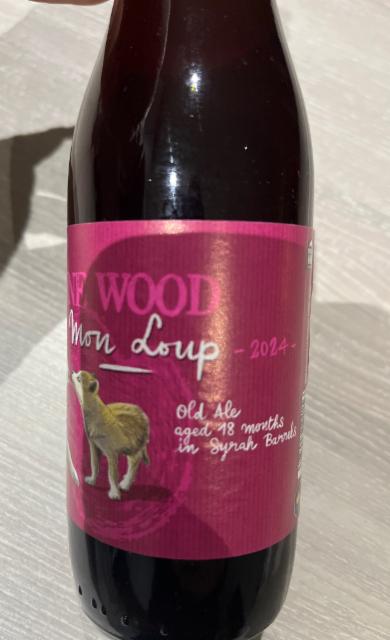 NE WOOD
Mon Loup
- 2024 -
Old Ale
aged 18 months
in Syrah Barrels